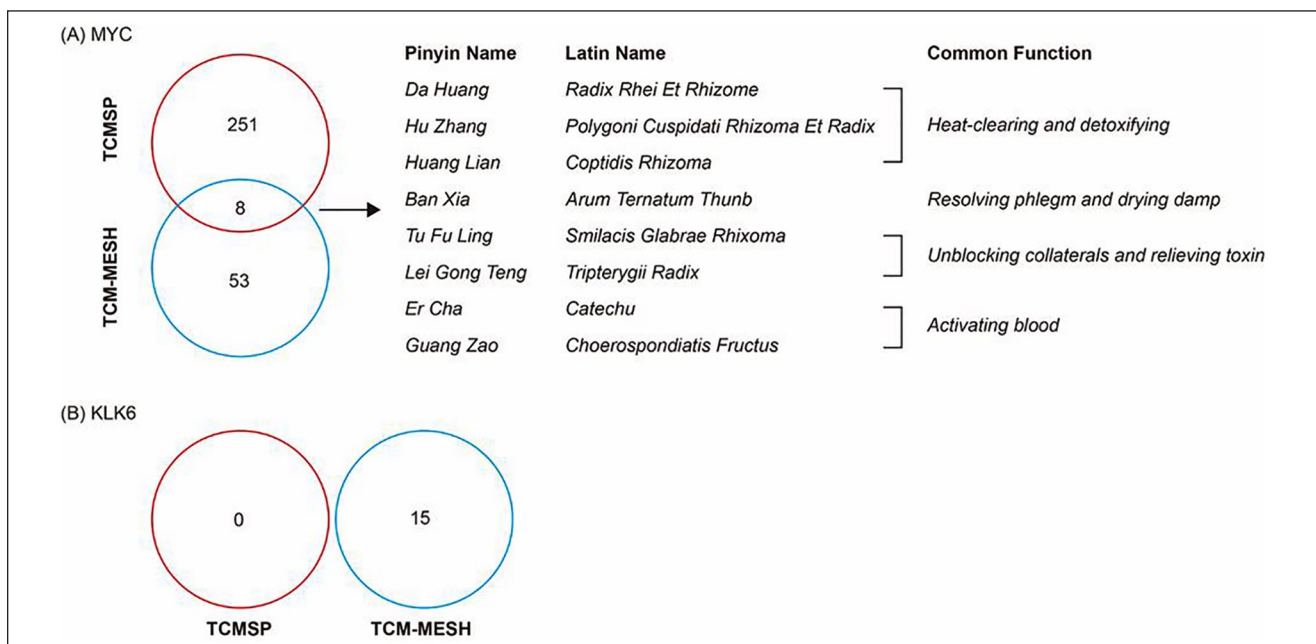 (A) MYC
TCMSP
TCM-MESH
251
8
53
Pinyin Name Latin Name Common Function
Da Huang Radix Rhei Et Rhizome
Hu Zhang Polygoni Cuspidati Rhizoma Et Radix Heat-clearing and detoxifying
Huang Lian Coptidis Rhizoma
Ban Xia Arum Ternatum Thunb Resolving phlegm and drying damp
Tu Fu Ling Smilacis Glabrae Rhixoma
Unblocking collaterals and relieving toxin
Lei Gong Teng Tripterygii Radix
Er Cha Catechu
Activating blood
Guang Zao Choerospondiatis Fructus
(B) KLK6
0 15
TCMSP TCM-MESH